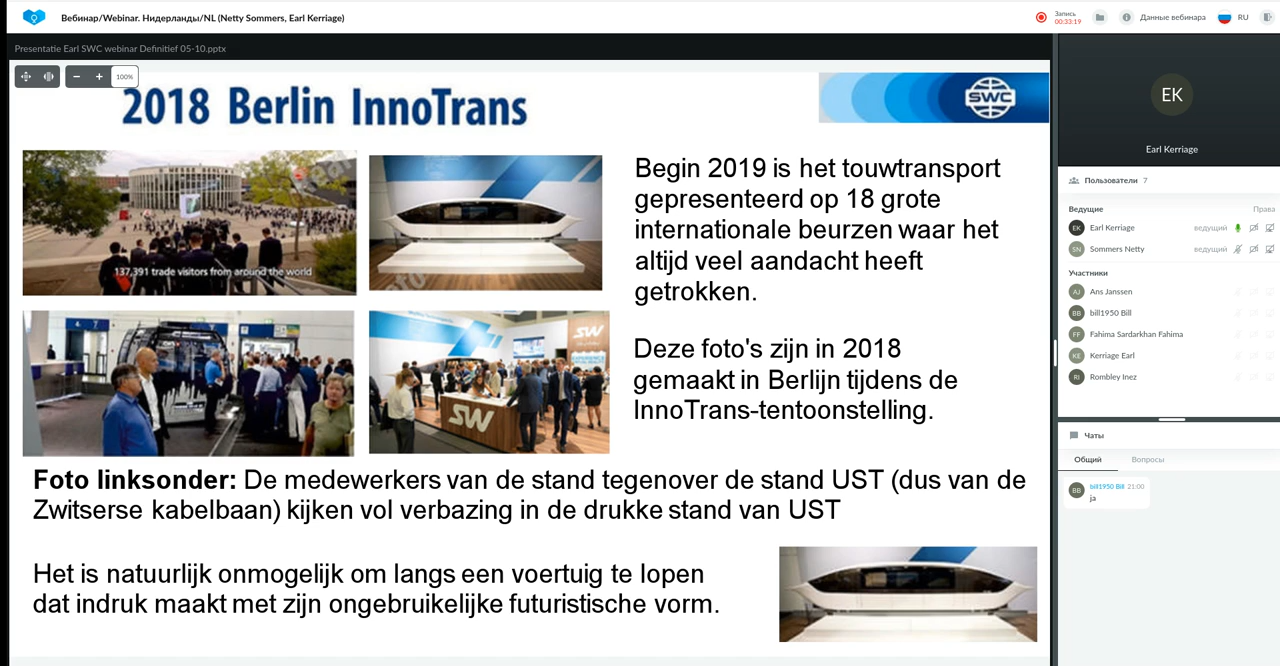 Вебинар/Webinar. Нидерланды/NL (Netty Sommers, Earl Kerriage)
Запись
00:33:19
Данные вебинара
RU
Presentatie Earl SWC webinar Definitief 05-10.pptx
100%
2018 Berlin InnoTrans
SWC
137,391 trade visitors from around the world
Begin 2019 is het touwtransport
gepresenteerd op 18 grote
internationale beurzen waar het
altijd veel aandacht heeft
getrokken.
Deze foto's zijn in 2018
gemaakt in Berlijn tijdens de
InnoTrans-tentoonstelling.
SW
SW
Foto linksonder: De medewerkers van de stand tegenover de stand UST (dus van de
Zwitserse kabelbaan) kijken vol verbazing in de drukke stand van UST
Het is natuurlijk onmogelijk om langs een voertuig te lopen
dat indruk maakt met zijn ongebruikelijke futuristische vorm.
EK
Earl Kerriage
Пользователи 7
Ведущие Права
EK Earl Kerriage ведущий
SN Sommers Netty ведущий
Участники
AJ Ans Janssen
BB bill1950 Bill
FF Fahima Sardarkhan Fahima
KE Kerriage Earl
RI Rombley Inez
Чаты
Общий Вопросы
BB bill1950 Bill 21:00
ja